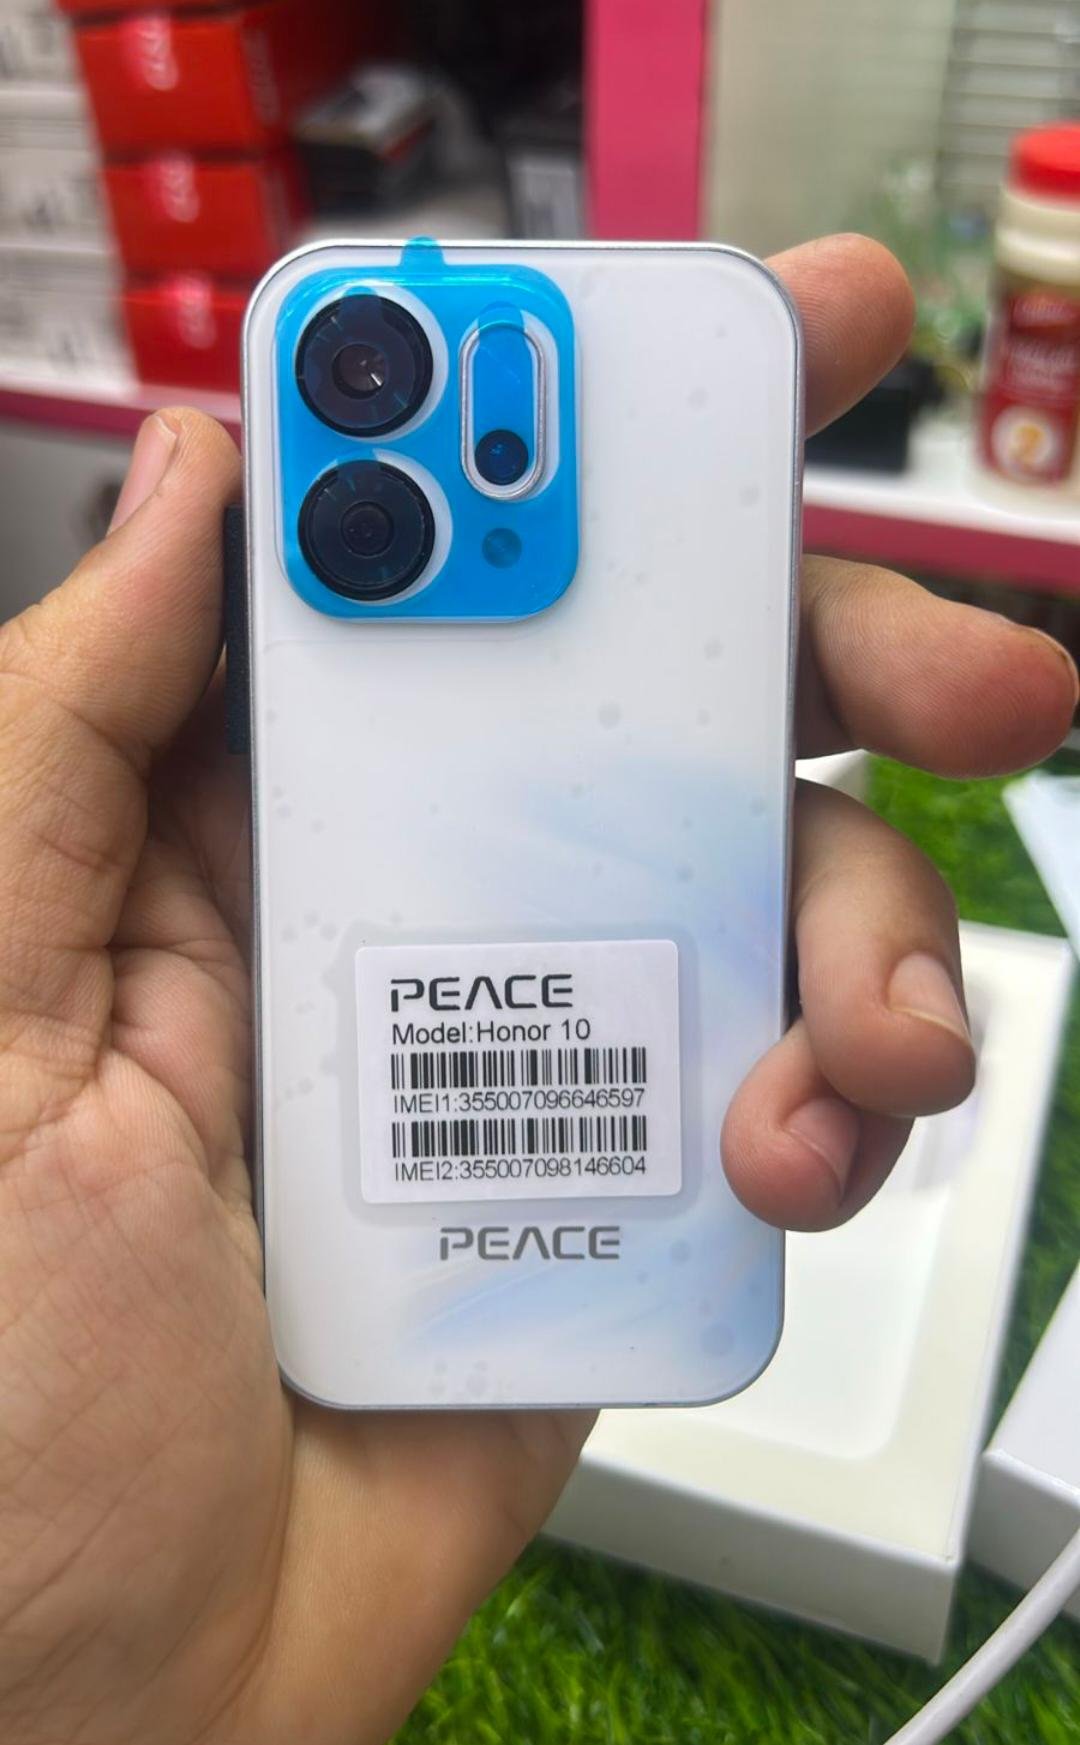 PEACE
Model:Honor 10
IMEI1:355007096646597
IMEI2:355007098146604
PEACE